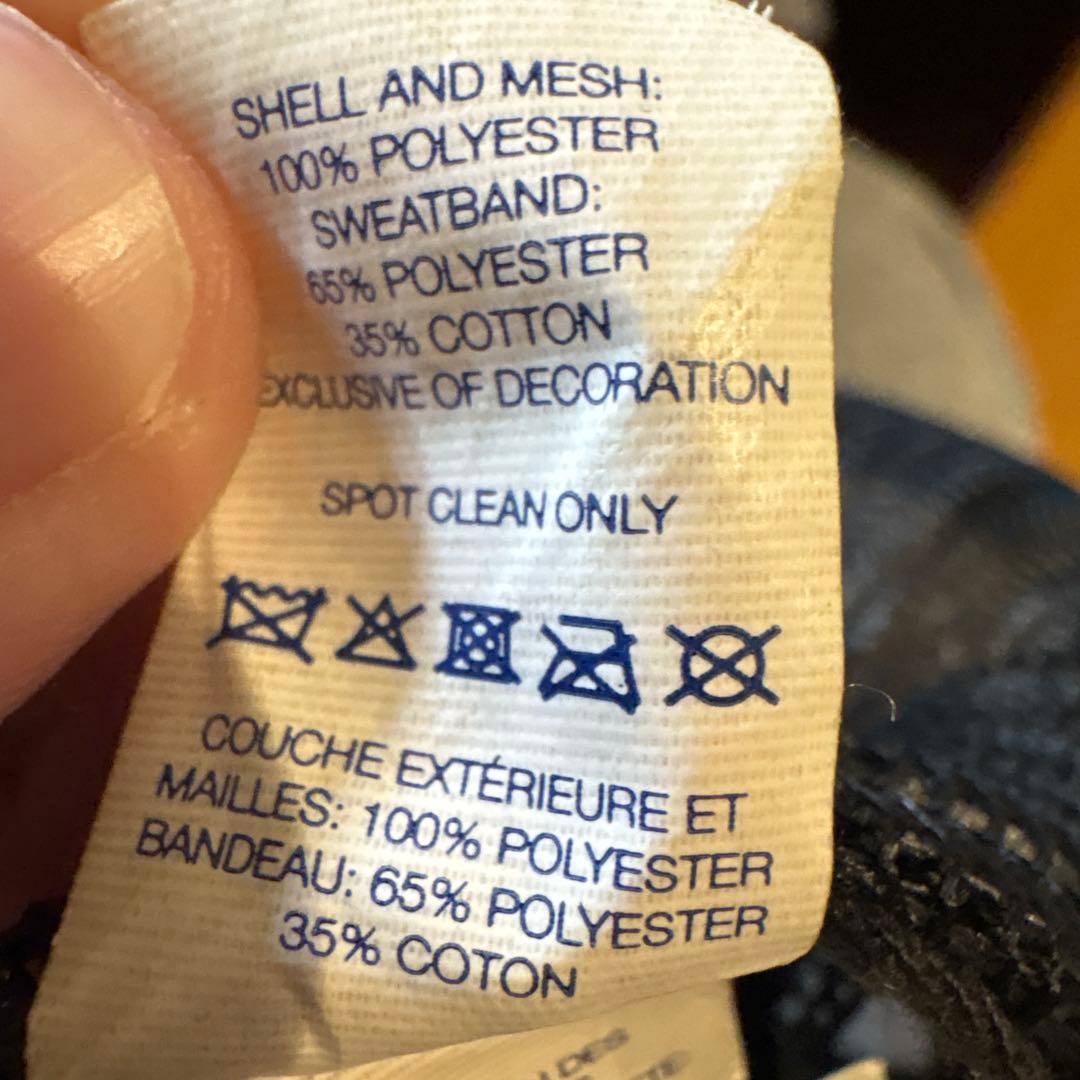 SHELL AND MESH:
100% POLYESTER
SWEATBAND:
65% POLYESTER
35% COTTON
EXCLUSIVE OF DECORATION
SPOT CLEAN ONLY
COUCHE EXTÉRIEURE ET
MAILLES: 100% POLYESTER
BANDEAU: 65% POLYESTER
35% COTON
DES